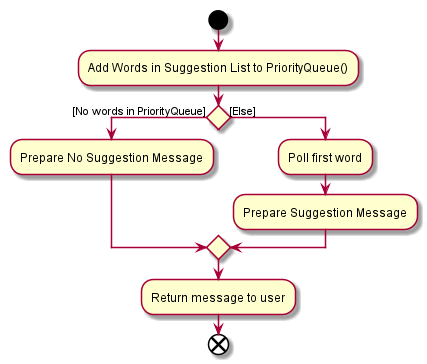 Add Words in Suggestion List to PriorityQueue()
[No words in PriorityQueue]
[Else]
Prepare No Suggestion Message
Poll first word
Prepare Suggestion Message
Return message to user